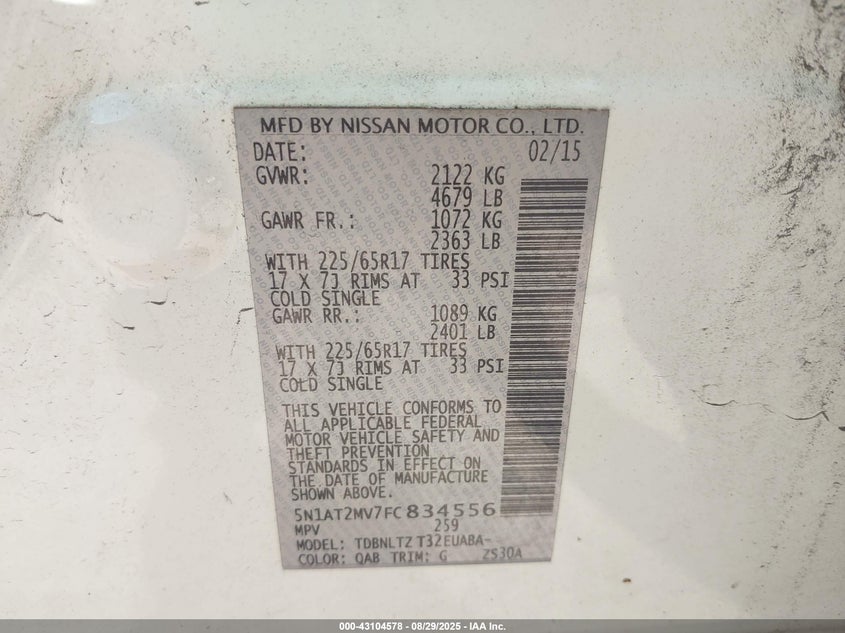 MFD BY NISSAN MOTOR CO., LTD.
DATE: 02/15
GVWR: 2122 KG
4679 LB
GAWR FR.: 1072 KG
2363 LB
WITH 225/65R17 TIRES
17 X 7J RIMS AT 33 PSI
COLD SINGLE
GAWR RR.: 1089 KG
2401 LB
WITH 225/65R17 TIRES
17 X 7J RIMS AT 33 PSI
COLD SINGLE
THIS VEHICLE CONFORMS TO
ALL APPLICABLE FEDERAL
MOTOR VEHICLE SAFETY AND
THEFT PREVENTION
STANDARDS IN EFFECT ON
THE DATE OF MANUFACTURE
SHOWN ABOVE.
5N1AT2MV7FC834556
MPV 259
MODEL: TDBNLTZ T32EUABA-
COLOR: QAB TRIM: G ZS30A
000-43104578 - 08/29/2025 - IAA Inc.